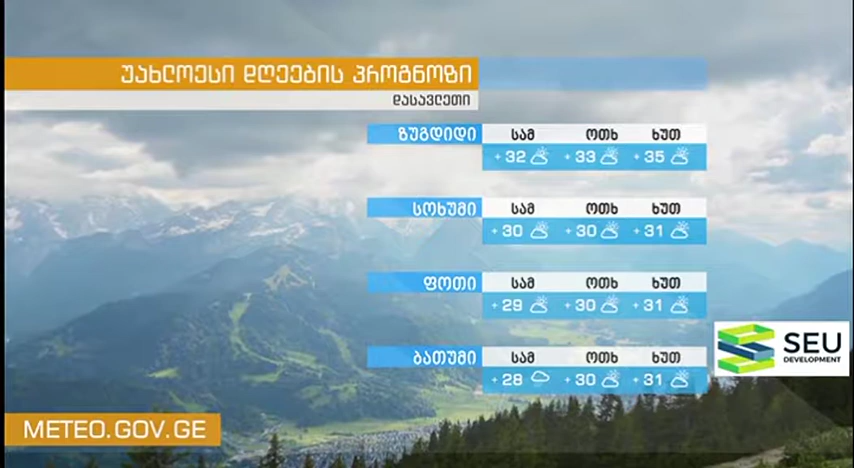 უახლოესი დღეების პროგნოზი
დასავლეთი
ზუგდიდი სამ ოთხ ხუთ
+32 +33 +35
სოხუმი სამ ოთხ ხუთ
+30 +30 +31
ფოთი სამ ოთხ ხუთ
+29 +30 +31
ბათუმი სამ ოთხ ხუთ
+28 +30 +31
SEU
DEVELOPMENT
METEO.GOV.GE